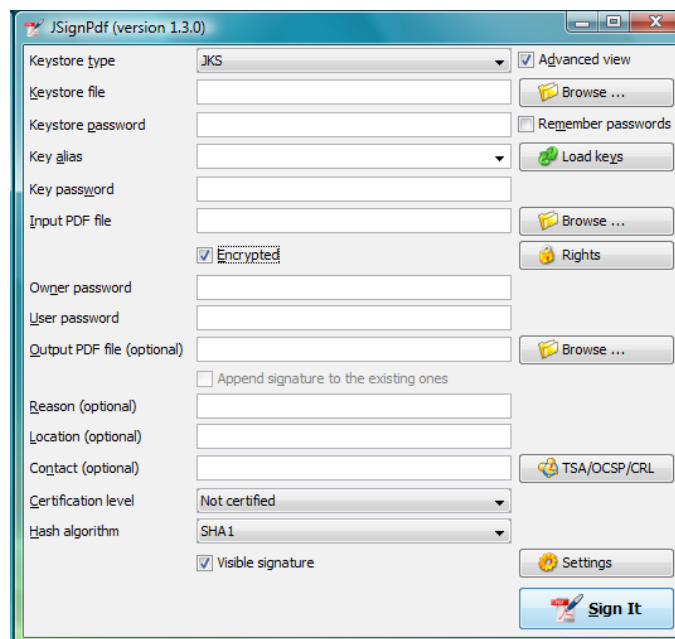 JSignPdf (version 1.3.0)
Keystore type JKS Advanced view
Keystore file Browse ...
Keystore password Remember passwords
Key alias Load keys
Key password
Input PDF file Browse ...
Encrypted Rights
Owner password
User password
Output PDF file (optional) Browse ...
Append signature to the existing ones
Reason (optional)
Location (optional)
Contact (optional) TSA/OCSP/CRL
Certification level Not certified
Hash algorithm SHA1
Visible signature Settings
Sign It